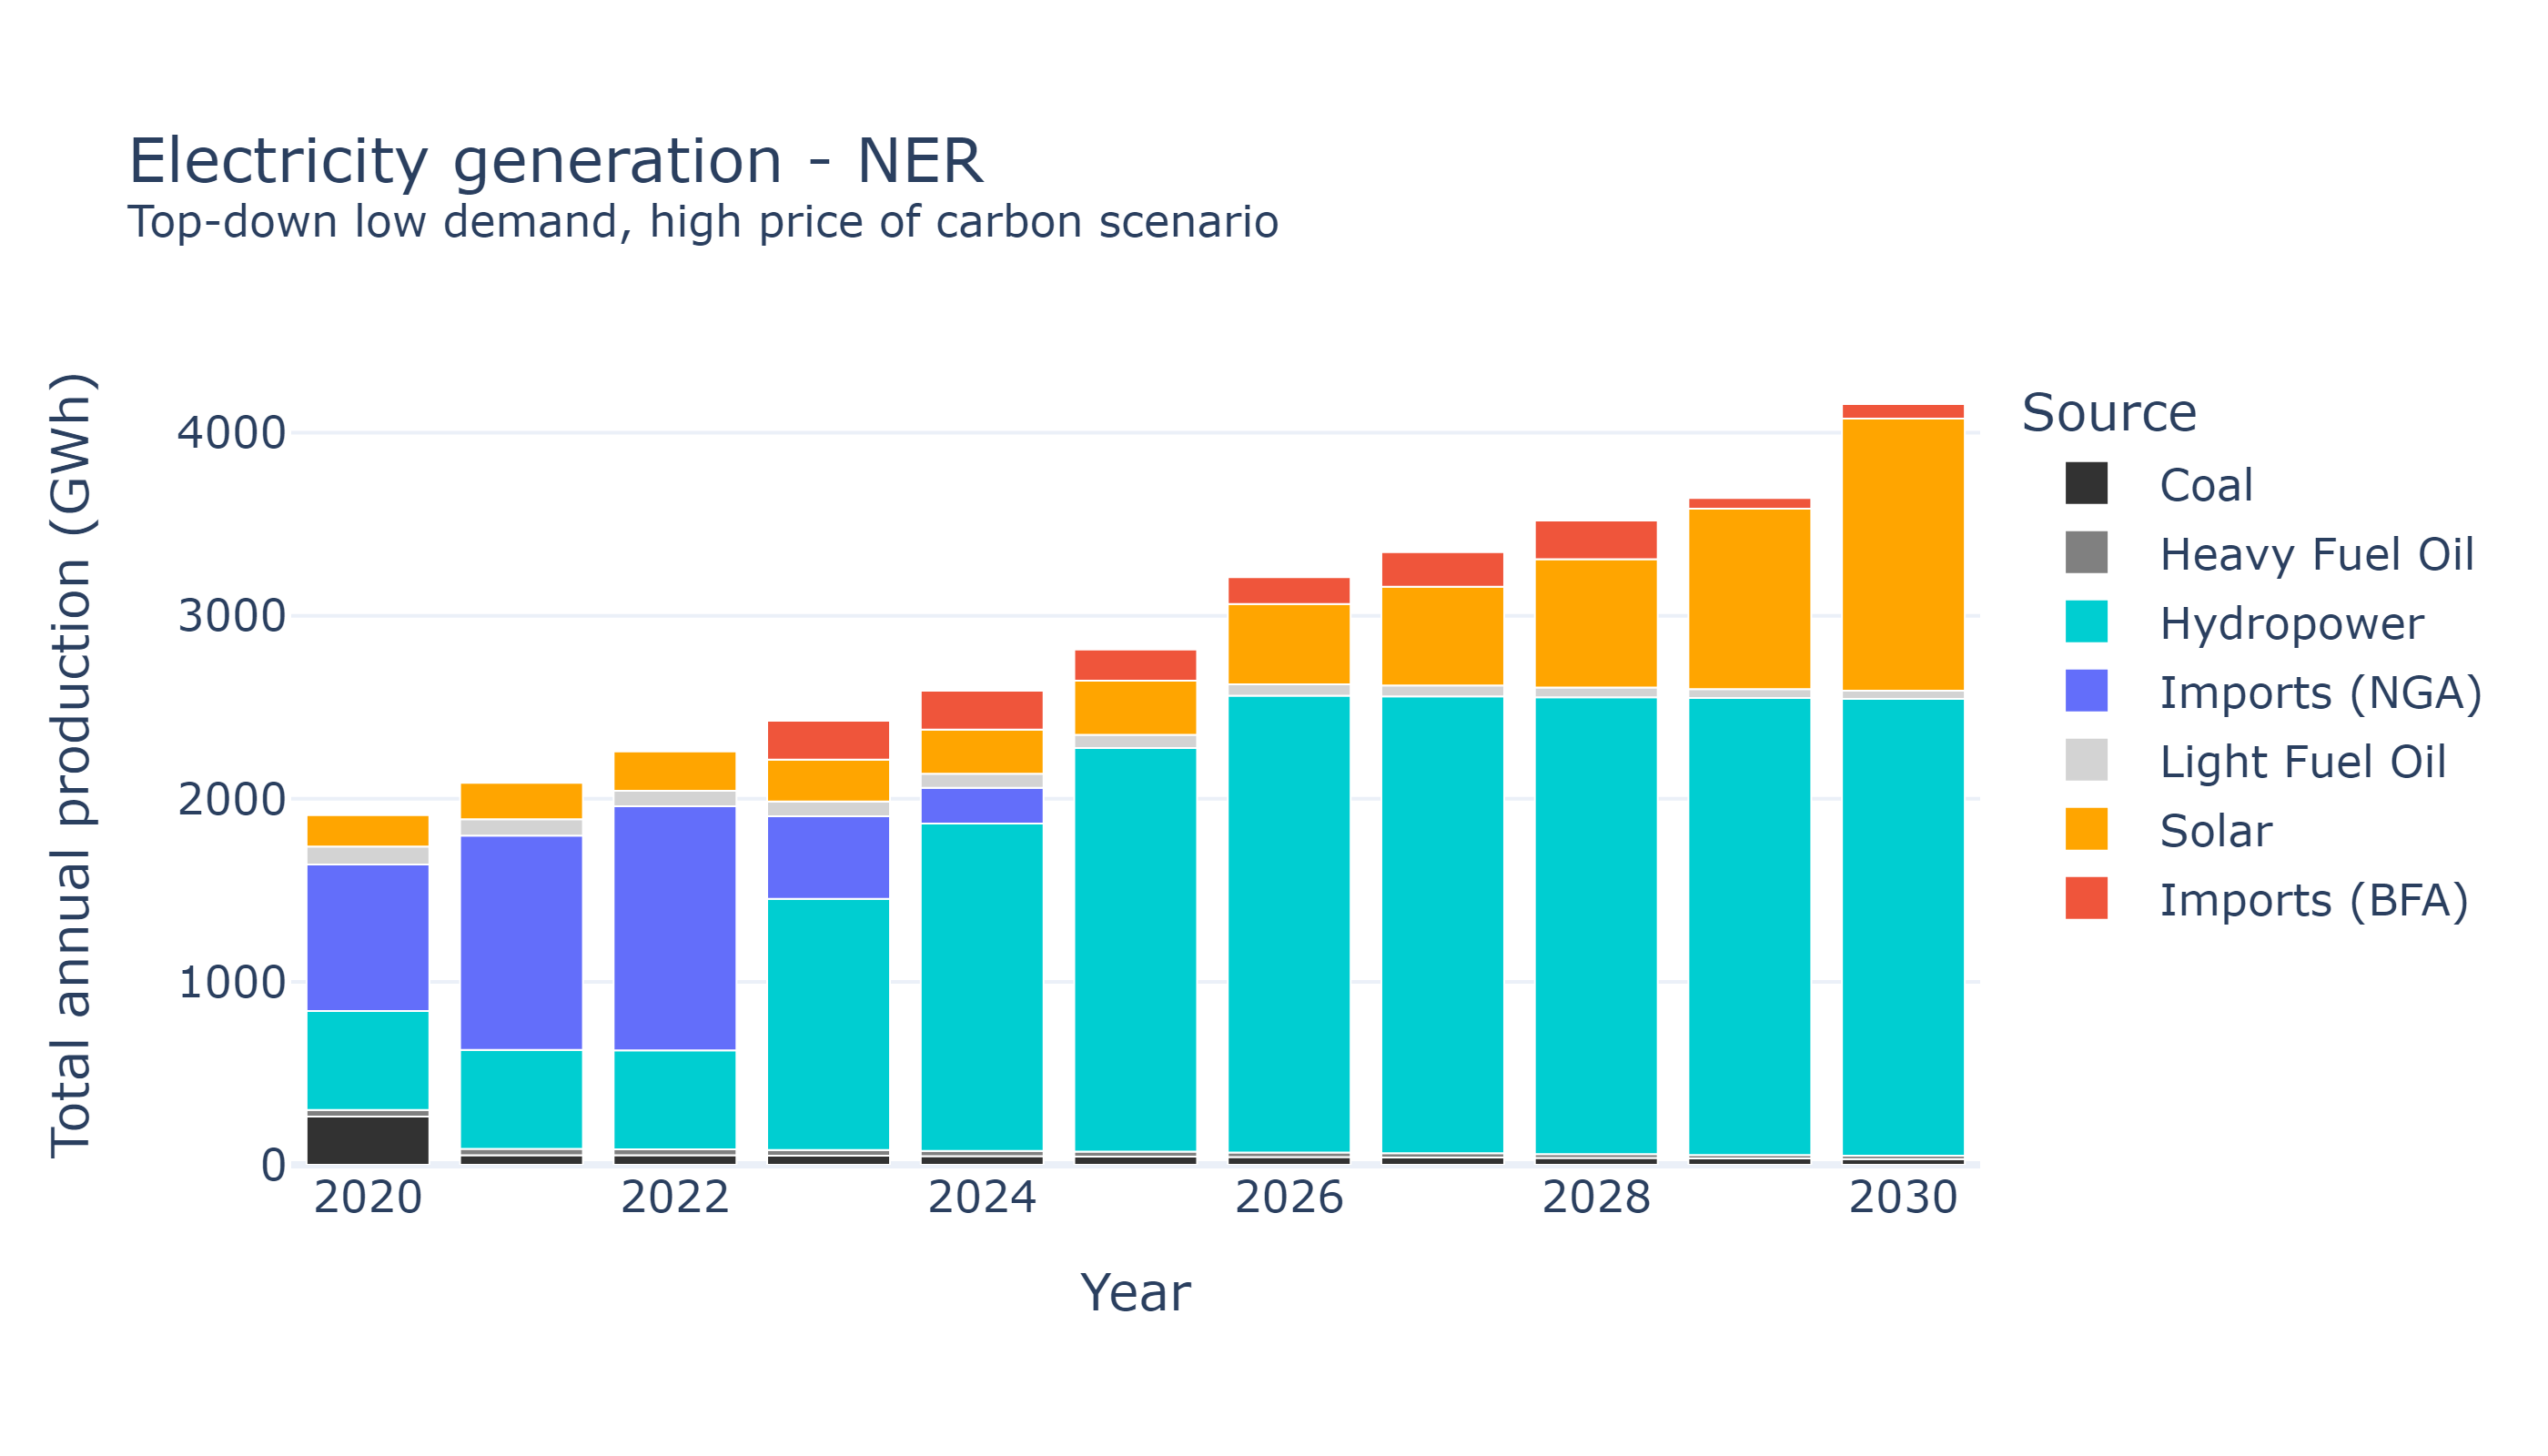 Electricity generation - NER
Top-down low demand, high price of carbon scenario
Total annual production (GWh)
4000
3000
2000
1000
0
2020
2022
2024
2026
2028
2030
Year
Source
Coal
Heavy Fuel Oil
Hydropower
Imports (NGA)
Light Fuel Oil
Solar
Imports (BFA)